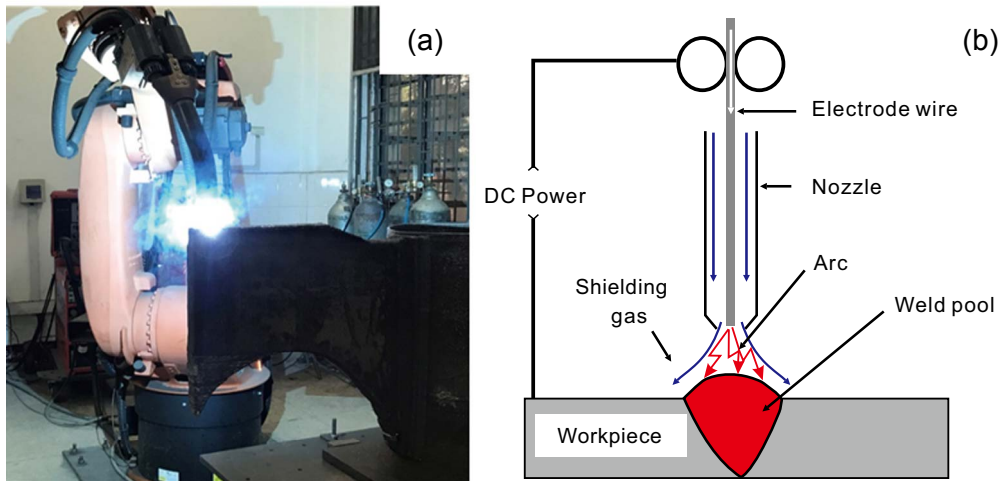 (a)
(b)
Electrode wire
DC Power
Nozzle
Arc
Shielding
gas
Weld pool
Workpiece